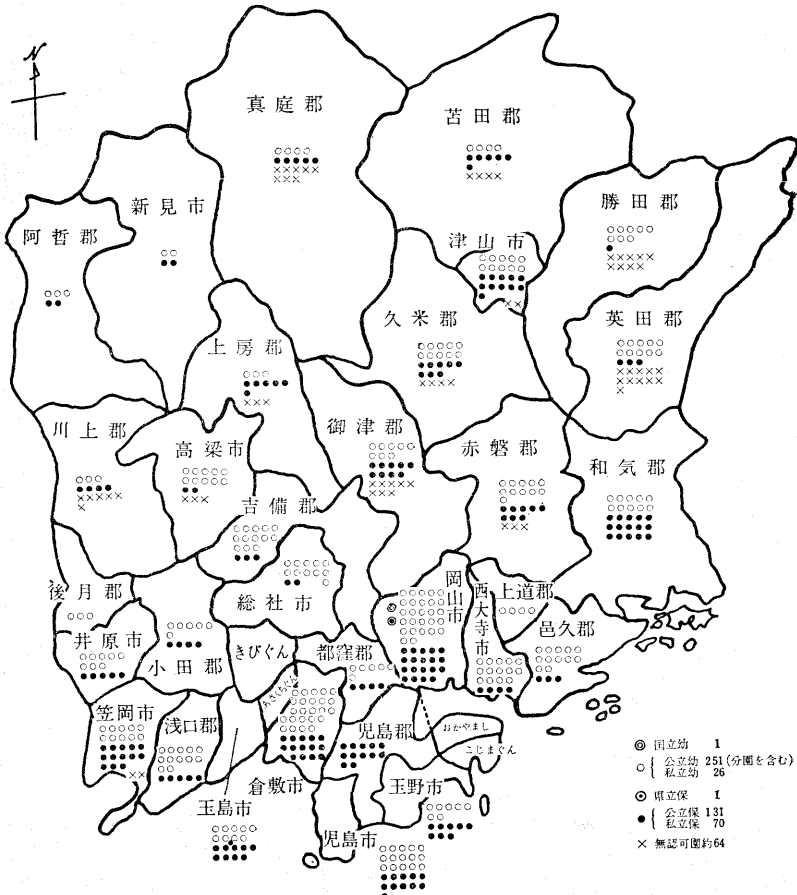 N
真庭郡
苫田郡
新見市
勝田郡
阿哲郡
津山市
久米郡
英田郡
上房郡
川上郡
高梁市
御津郡
赤磐郡
和気郡
吉備郡
後月郡
総社市
岡山市
西大寺市
上道郡
邑久郡
井原市
小田郡
きびぐん
都窪郡
あさくちぐん
笠岡市
浅口郡
児島郡
おかやまし
こじまぐん
倉敷市
玉野市
玉島市
児島市
◎ 国立幼 1
○ 公立幼 251(分園を含む)
私立幼 26
◉ 県立保 1
● 公立保 131
私立保 70
× 無認可園約64